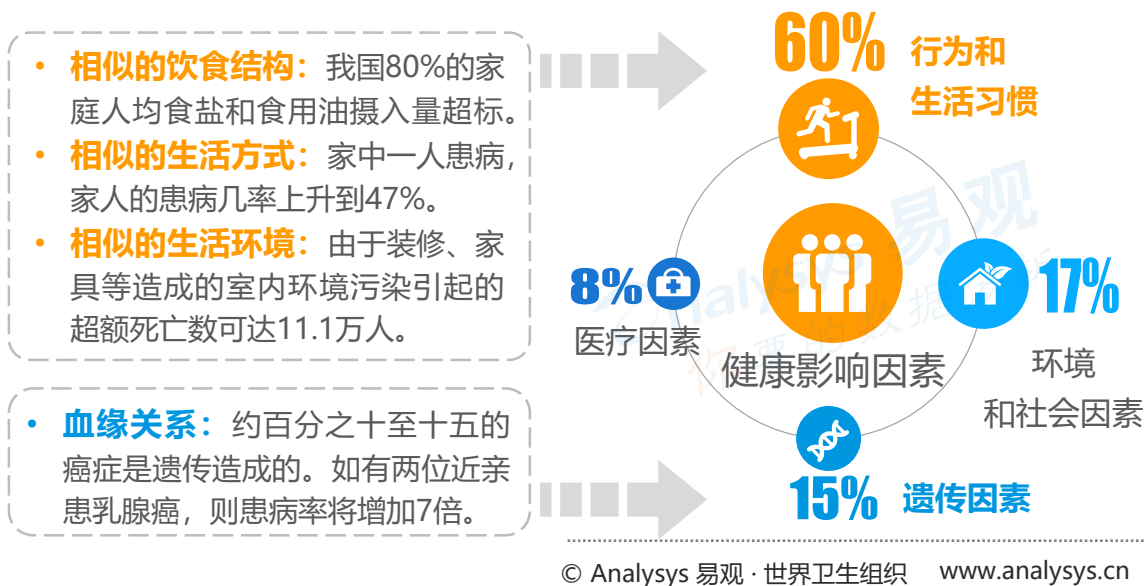 • 相似的饮食结构：我国80%的家
庭人均食盐和食用油摄入量超标。
• 相似的生活方式：家中一人患病，
家人的患病几率上升到47%。
• 相似的生活环境：由于装修、家
具等造成的室内环境污染引起的
超额死亡数可达11.1万人。
• 血缘关系：约百分之十至十五的
癌症是遗传造成的。如有两位近亲
患乳腺癌，则患病率将增加7倍。
60%
行为和
生活习惯
8%
医疗因素
健康影响因素
17%
环境
和社会因素
15% 遗传因素
Analysys 易观
你要的数据
© Analysys 易观 · 世界卫生组织 www.analysys.cn